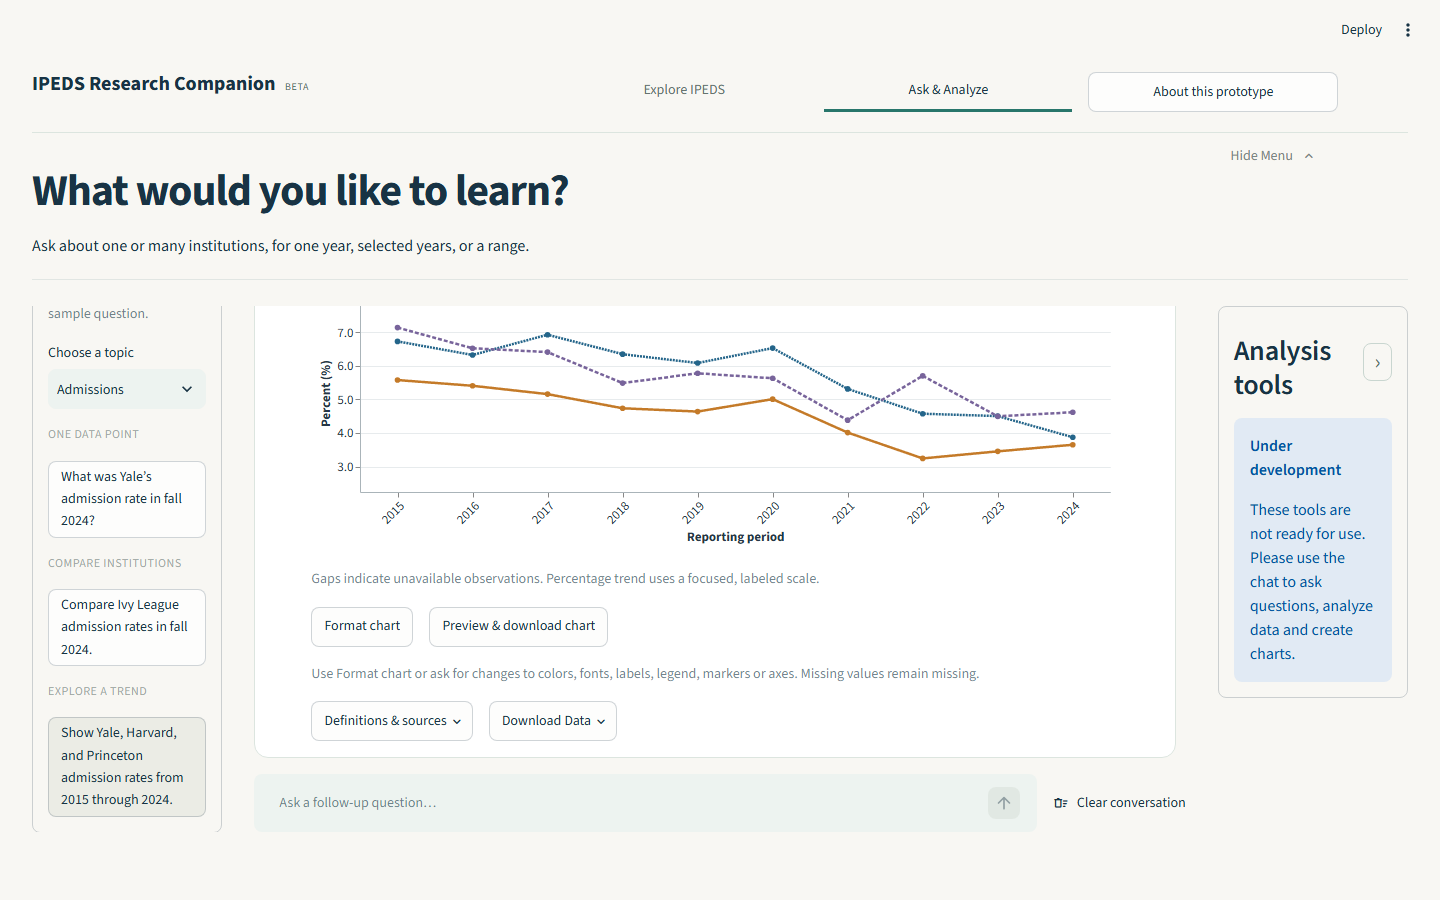 Deploy
IPEDS Research Companion BETA
Explore IPEDS
Ask & Analyze
About this prototype
Hide Menu
What would you like to learn?
Ask about one or many institutions, for one year, selected years, or a range.
sample question.
Choose a topic
Admissions
ONE DATA POINT
What was Yale’s
admission rate in fall
2024?
COMPARE INSTITUTIONS
Compare Ivy League
admission rates in fall
2024.
EXPLORE A TREND
Show Yale, Harvard,
and Princeton
admission rates from
2015 through 2024.
Percent (%)
7.0
6.0
5.0
4.0
3.0
2015 2016 2017 2018 2019 2020 2021 2022 2023 2024
Reporting period
Gaps indicate unavailable observations. Percentage trend uses a focused, labeled scale.
Format chart
Preview & download chart
Use Format chart or ask for changes to colors, fonts, labels, legend, markers or axes. Missing values remain missing.
Definitions & sources
Download Data
Ask a follow-up question…
Clear conversation
Analysis
tools
Under
development
These tools are
not ready for use.
Please use the
chat to ask
questions, analyze
data and create
charts.